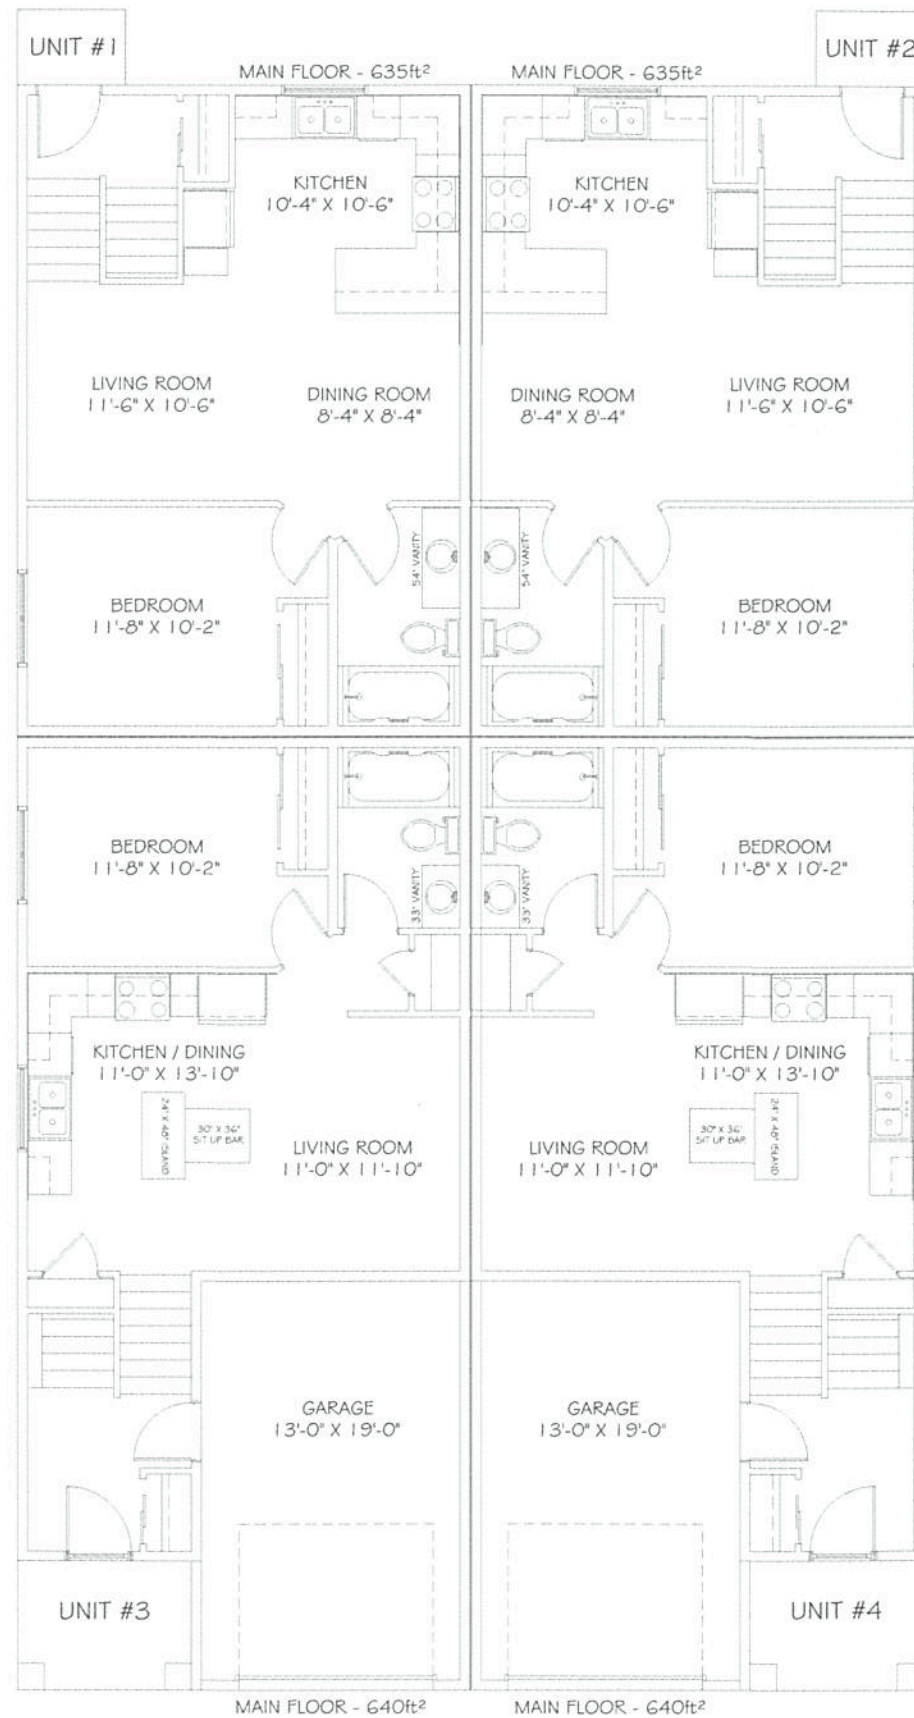 UNIT #1
UNIT #2
MAIN FLOOR - 635ft²
MAIN FLOOR - 635ft²
KITCHEN
10'-4" X 10'-6"
KITCHEN
10'-4" X 10'-6"
LIVING ROOM
11'-6" X 10'-6"
DINING ROOM
8'-4" X 8'-4"
DINING ROOM
8'-4" X 8'-4"
LIVING ROOM
11'-6" X 10'-6"
54" VANITY
54" VANITY
BEDROOM
11'-8" X 10'-2"
BEDROOM
11'-8" X 10'-2"
BEDROOM
11'-8" X 10'-2"
BEDROOM
11'-8" X 10'-2"
33" VANITY
33" VANITY
KITCHEN / DINING
11'-0" X 13'-10"
KITCHEN / DINING
11'-0" X 13'-10"
24" X 48" ISLAND
30" X 36"
SIT UP BAR
LIVING ROOM
11'-0" X 11'-10"
LIVING ROOM
11'-0" X 11'-10"
30" X 36"
SIT UP BAR
24" X 48" ISLAND
GARAGE
13'-0" X 19'-0"
GARAGE
13'-0" X 19'-0"
UNIT #3
UNIT #4
MAIN FLOOR - 640ft²
MAIN FLOOR - 640ft²